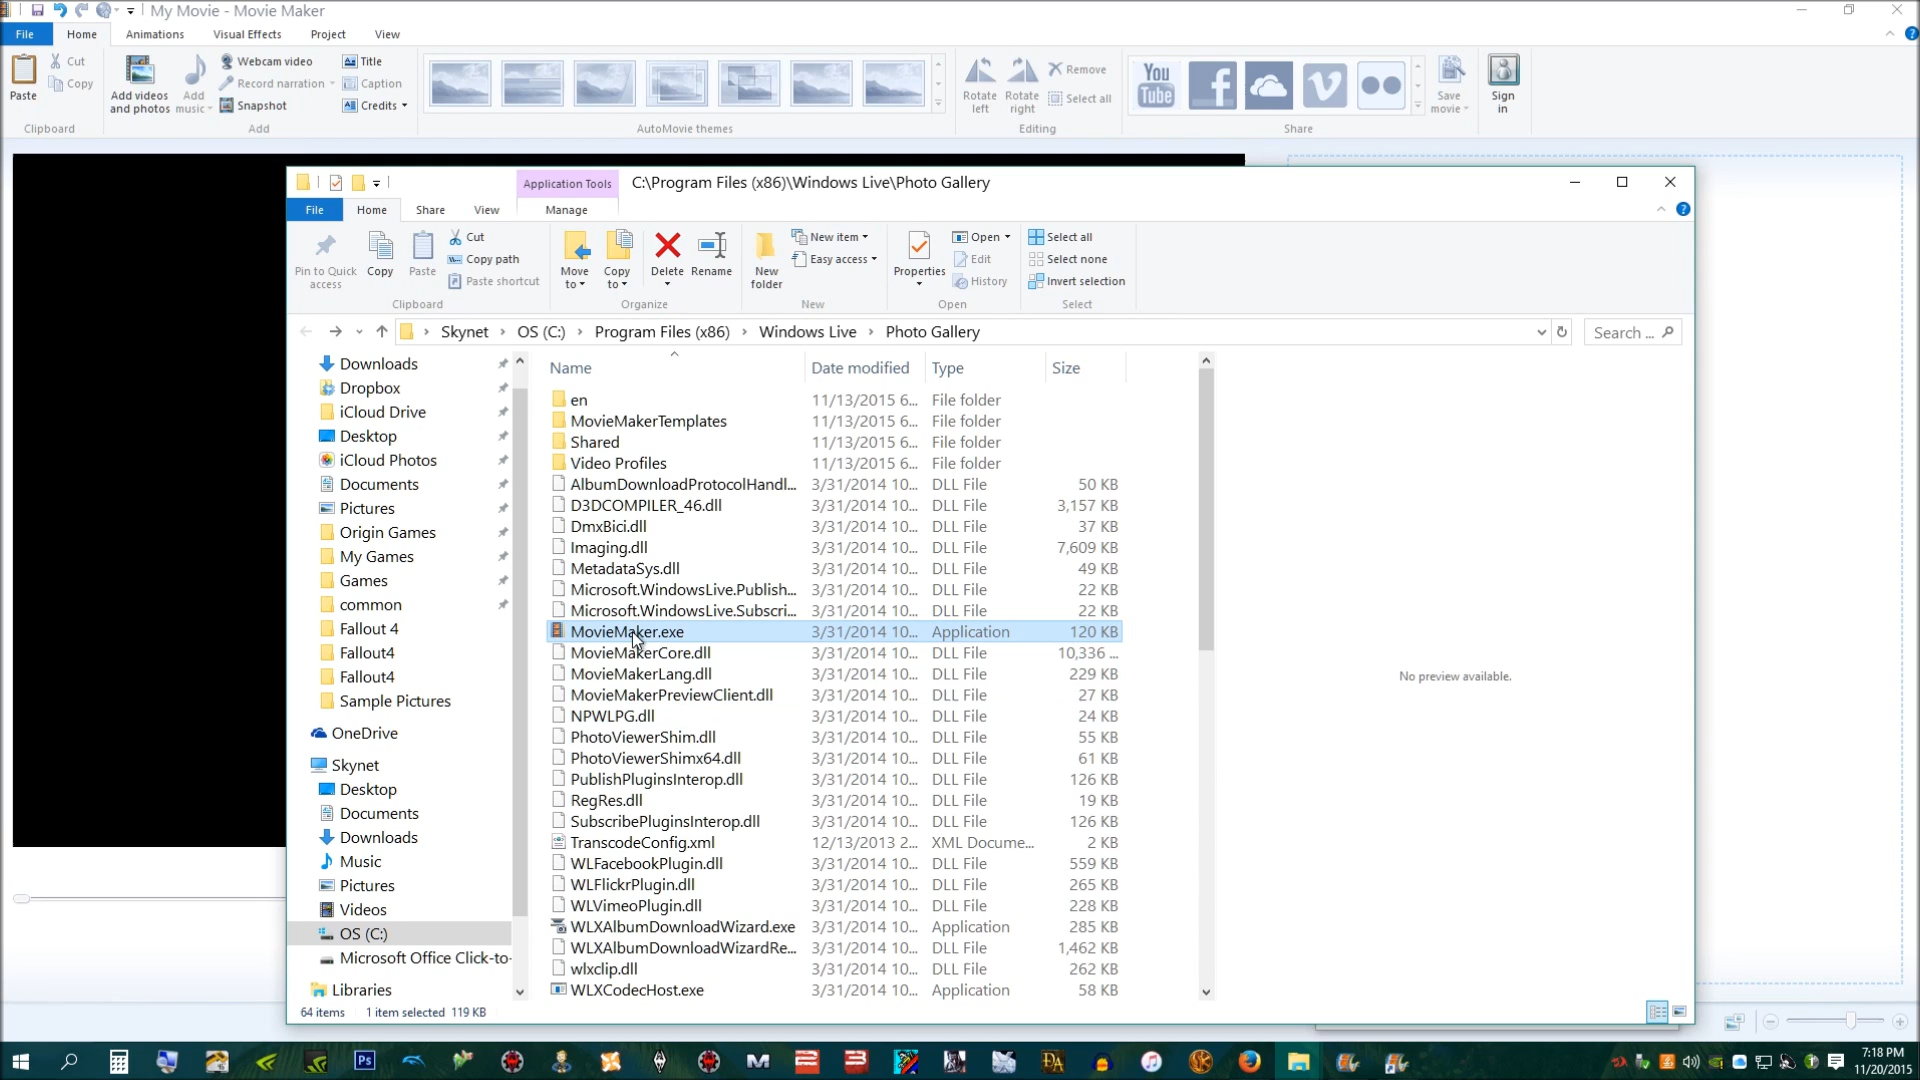 My Movie - Movie Maker
File Home Animations Visual Effects Project View
Paste Cut Copy Clipboard
Add videos and photos Add music Webcam video Record narration Snapshot Title Caption Credits Add
AutoMovie themes
Rotate left Rotate right Remove Select all Editing
You Tube Share
Save movie
Sign in
Application Tools C:\Program Files (x86)\Windows Live\Photo Gallery
File Home Share View Manage
Pin to Quick access Copy Paste Cut Copy path Paste shortcut Clipboard
Move to Copy to Delete Rename Organize
New folder New item Easy access New
Properties Open Edit History Open
Select all Select none Invert selection Select
Skynet OS (C:) Program Files (x86) Windows Live Photo Gallery Search ...
Downloads
Dropbox
iCloud Drive
Desktop
iCloud Photos
Documents
Pictures
Origin Games
My Games
Games
common
Fallout 4
Fallout4
Fallout4
Sample Pictures
OneDrive
Skynet
Desktop
Documents
Downloads
Music
Pictures
Videos
OS (C:)
Microsoft Office Click-to-
Libraries
Name Date modified Type Size
en 11/13/2015 6... File folder
MovieMakerTemplates 11/13/2015 6... File folder
Shared 11/13/2015 6... File folder
Video Profiles 11/13/2015 6... File folder
AlbumDownloadProtocolHandl... 3/31/2014 10... DLL File 50 KB
D3DCOMPILER_46.dll 3/31/2014 10... DLL File 3,157 KB
DmxBici.dll 3/31/2014 10... DLL File 37 KB
Imaging.dll 3/31/2014 10... DLL File 7,609 KB
MetadataSys.dll 3/31/2014 10... DLL File 49 KB
Microsoft.WindowsLive.Publish... 3/31/2014 10... DLL File 22 KB
Microsoft.WindowsLive.Subscri... 3/31/2014 10... DLL File 22 KB
MovieMaker.exe 3/31/2014 10... Application 120 KB
MovieMakerCore.dll 3/31/2014 10... DLL File 10,336 ...
MovieMakerLang.dll 3/31/2014 10... DLL File 229 KB
MovieMakerPreviewClient.dll 3/31/2014 10... DLL File 27 KB
NPWLPG.dll 3/31/2014 10... DLL File 24 KB
PhotoViewerShim.dll 3/31/2014 10... DLL File 55 KB
PhotoViewerShimx64.dll 3/31/2014 10... DLL File 61 KB
PublishPluginsInterop.dll 3/31/2014 10... DLL File 126 KB
RegRes.dll 3/31/2014 10... DLL File 19 KB
SubscribePluginsInterop.dll 3/31/2014 10... DLL File 126 KB
TranscodeConfig.xml 12/13/2013 2... XML Docume... 2 KB
WLFacebookPlugin.dll 3/31/2014 10... DLL File 559 KB
WLFlickrPlugin.dll 3/31/2014 10... DLL File 265 KB
WLVimeoPlugin.dll 3/31/2014 10... DLL File 228 KB
WLXAlbumDownloadWizard.exe 3/31/2014 10... Application 285 KB
WLXAlbumDownloadWizardRe... 3/31/2014 10... DLL File 1,462 KB
wlxclip.dll 3/31/2014 10... DLL File 262 KB
WLXCodecHost.exe 3/31/2014 10... Application 58 KB
No preview available.
64 items 1 item selected 119 KB
Ps
7:18 PM
11/20/2015